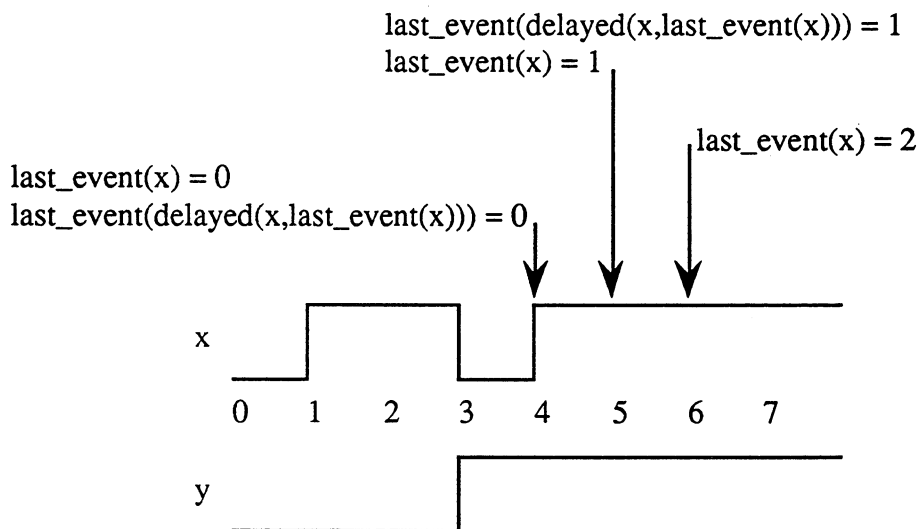 last_event(delayed(x,last_event(x))) = 1
last_event(x) = 1
last_event(x) = 2
last_event(x) = 0
last_event(delayed(x,last_event(x))) = 0
x
0 1 2 3 4 5 6 7
y